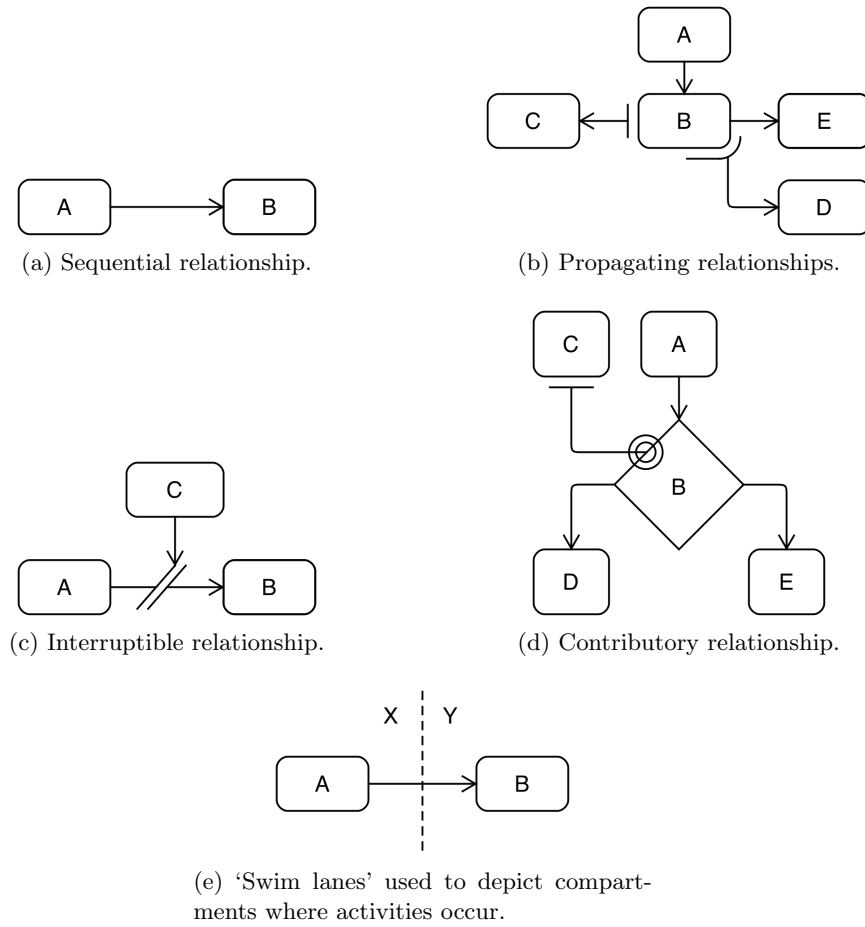 A
C
B
E
D
A
B
(a) Sequential relationship.
(b) Propagating relationships.
C
A
B
D
E
C
A
B
(c) Interruptible relationship.
(d) Contributory relationship.
X
Y
A
B
(e) ‘Swim lanes’ used to depict compart-
ments where activities occur.